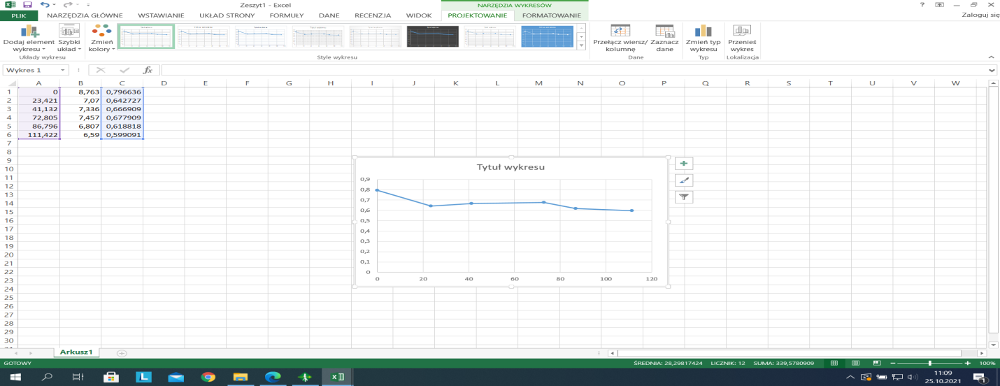 Zeszyt1 - Excel
NARZĘDZIA WYKRESÓW
?
PLIK NARZĘDZIA GŁÓWNE WSTAWIANIE UKŁAD STRONY FORMUŁY DANE RECENZJA WIDOK PROJEKTOWANIE FORMATOWANIE Zaloguj się
Dodaj element wykresu
Szybki układ
Zmień kolory
Przełącz wiersz/ kolumnę
Zaznacz dane
Zmień typ wykresu
Przenieś wykres
Układy wykresu Style wykresu Dane Typ Lokalizacja
Wykres 1 fx
A B C D E F G H I J K L M N O P Q R S T U V W
1 0 8,763 0,796636
2 23,421 7,07 0,642727
3 41,132 7,336 0,666909
4 72,805 7,457 0,677909
5 86,796 6,807 0,618818
6 111,422 6,59 0,599091
7
8
9
10
11
12
13
14
15
16
17
18
19
20
21
22
23
24
25
26
27
28
29
30
Tytuł wykresu
0,9
0,8
0,7
0,6
0,5
0,4
0,3
0,2
0,1
0
0 20 40 60 80 100 120
Arkusz1
GOTOWY ŚREDNIA: 28,29817424 LICZNIK: 12 SUMA: 339,5780909 100%
L
11:09
25.10.2021
1